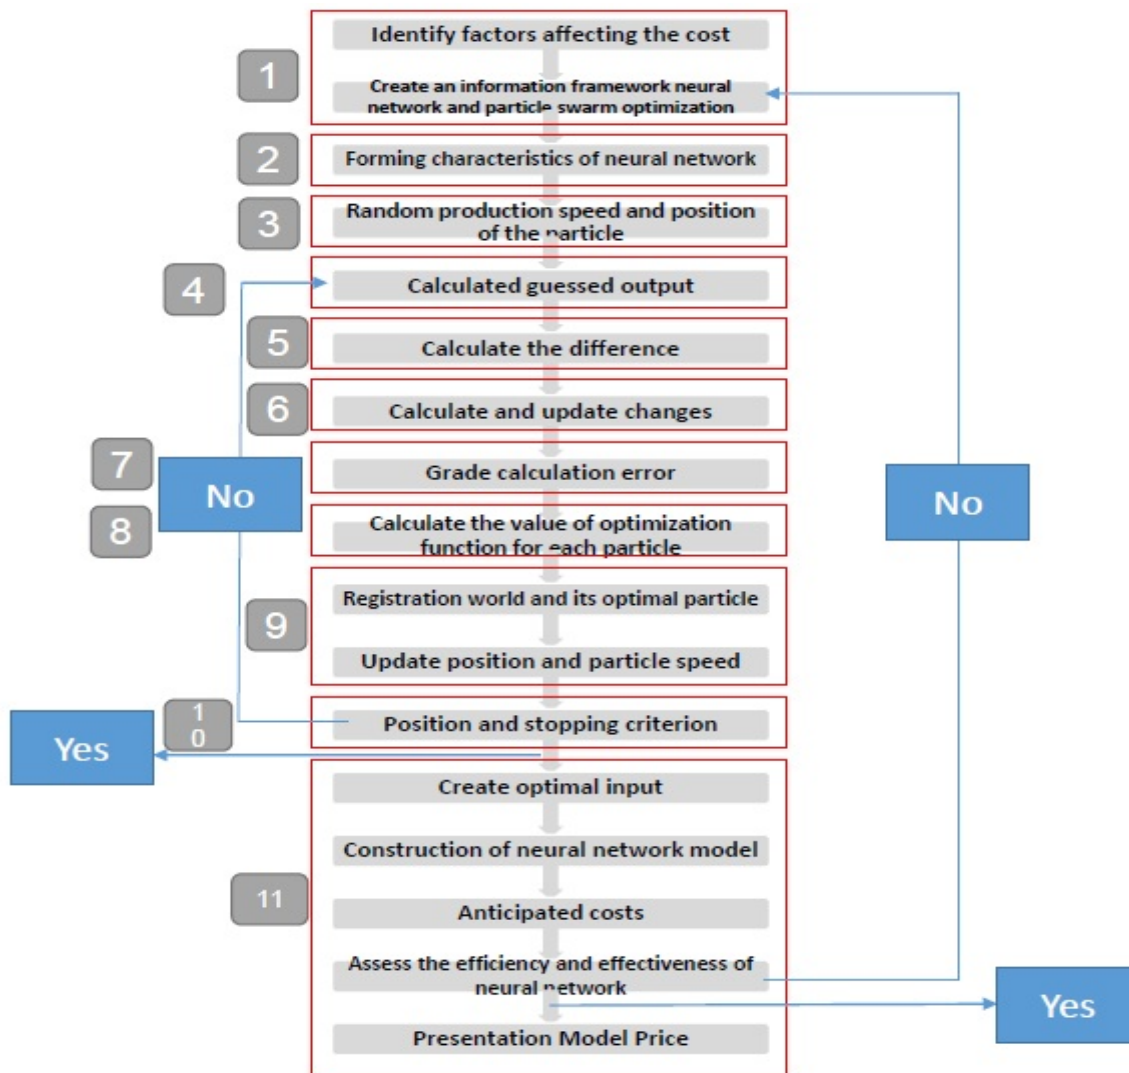 Identify factors affecting the cost
1
Create an information framework neural
network and particle swarm optimization
2
Forming characteristics of neural network
3
Random production speed and position
of the particle
4
Calculated guessed output
5
Calculate the difference
6
Calculate and update changes
7
Grade calculation error
No
No
8
Calculate the value of optimization
function for each particle
9
Registration world and its optimal particle
Update position and particle speed
1
0
Position and stopping criterion
Yes
Create optimal input
Construction of neural network model
11
Anticipated costs
Assess the efficiency and effectiveness of
neural network
Yes
Presentation Model Price